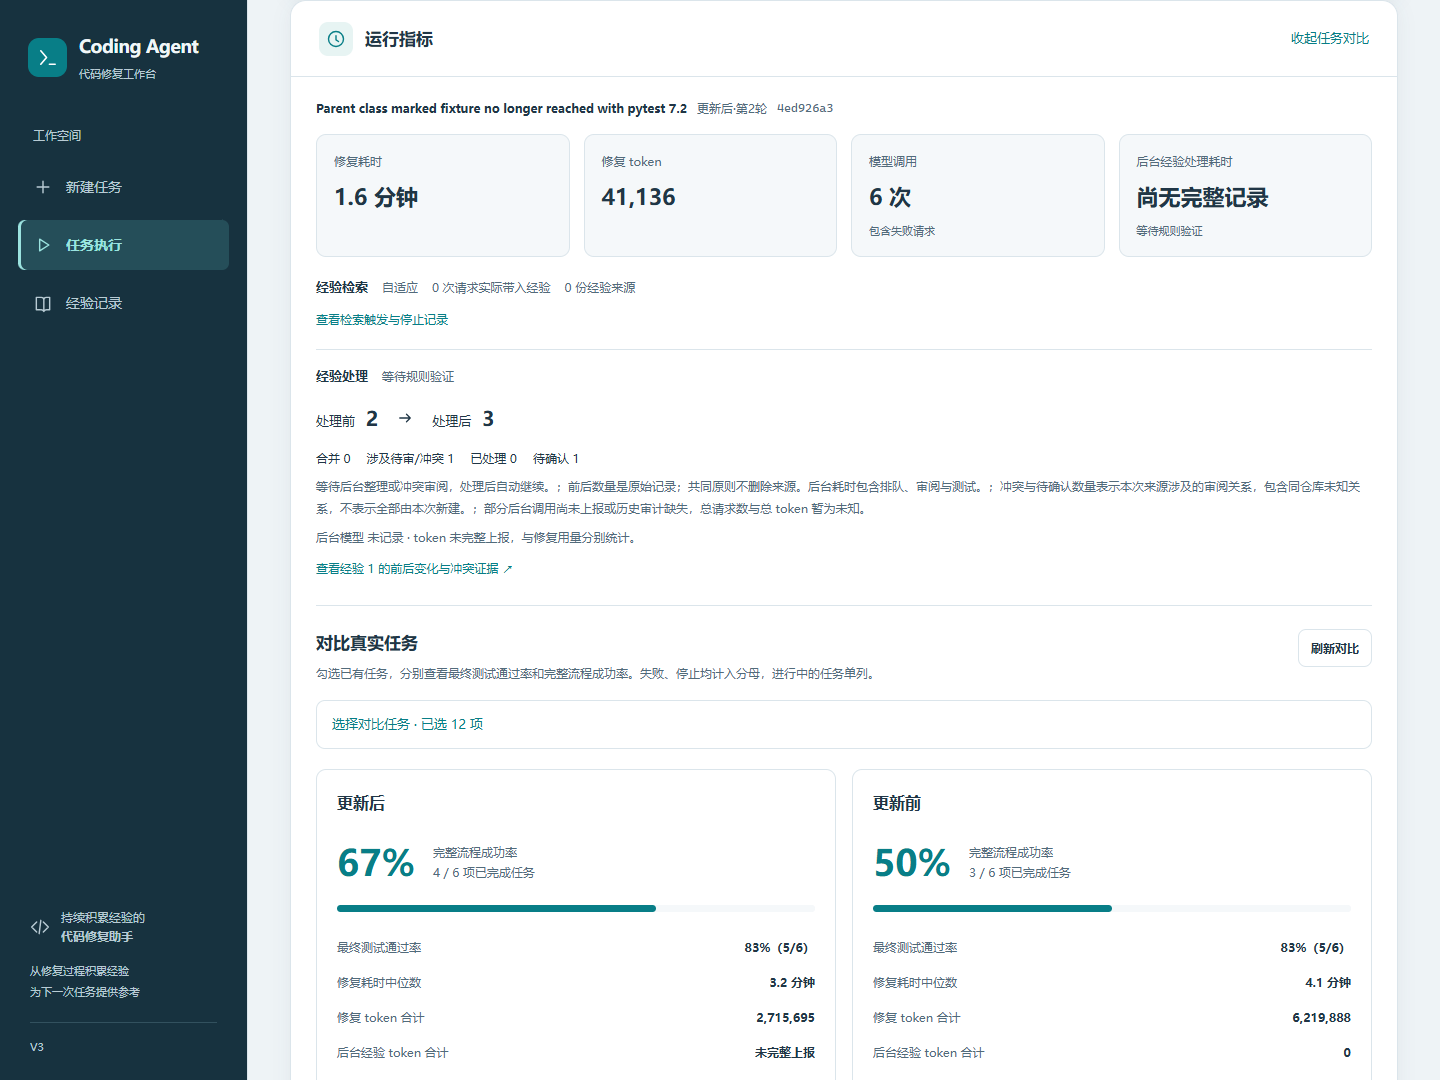 Coding Agent
代码修复工作台
工作空间
新建任务
任务执行
经验记录
持续积累经验的
代码修复助手
从修复过程积累经验
为下一次任务提供参考
V3
运行指标
收起任务对比
Parent class marked fixture no longer reached with pytest 7.2 更新后·第2轮 4ed926a3
修复耗时
1.6 分钟
修复 token
41,136
模型调用
6 次
包含失败请求
后台经验处理耗时
尚无完整记录
等待规则验证
经验检索 自适应 0 次请求实际带入经验 0 份经验来源
查看检索触发与停止记录
经验处理 等待规则验证
处理前 2 → 处理后 3
合并 0 涉及待审/冲突 1 已处理 0 待确认 1
等待后台整理或冲突审阅，处理后自动继续。；前后数量是原始记录；共同原则不删除来源。后台耗时包含排队、审阅与测试。；冲突与待确认数量表示本次来源涉及的审阅关系，包含同仓库未知关
系，不表示全部由本次新建。；部分后台调用尚未上报或历史审计缺失，总请求数与总 token 暂为未知。
后台模型 未记录 · token 未完整上报，与修复用量分别统计。
查看经验 1 的前后变化与冲突证据 ↗
对比真实任务
刷新对比
勾选已有任务，分别查看最终测试通过率和完整流程成功率。失败、停止均计入分母，进行中的任务单列。
选择对比任务 · 已选 12 项
更新后
67%
完整流程成功率
4 / 6 项已完成任务
最终测试通过率 83%（5/6）
修复耗时中位数 3.2 分钟
修复 token 合计 2,715,695
后台经验 token 合计 未完整上报
更新前
50%
完整流程成功率
3 / 6 项已完成任务
最终测试通过率 83%（5/6）
修复耗时中位数 4.1 分钟
修复 token 合计 6,219,888
后台经验 token 合计 0